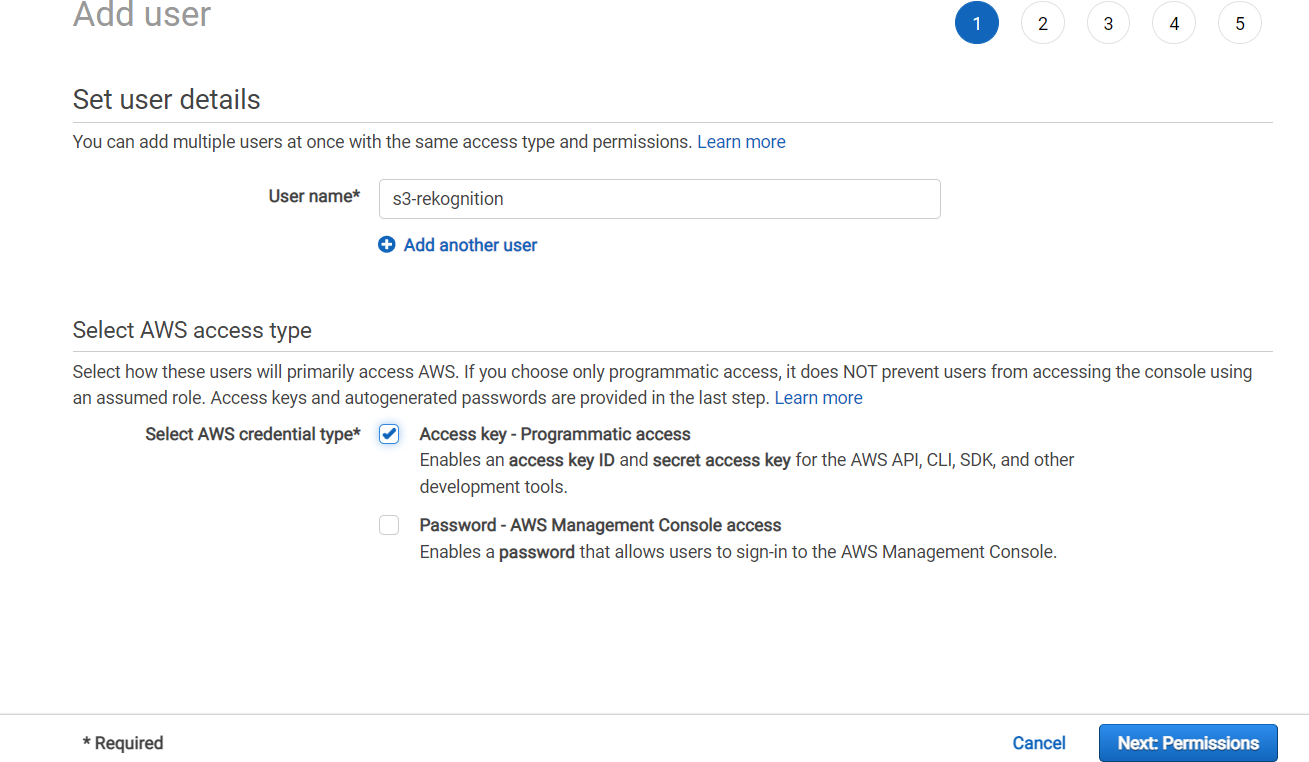 Add user
1 2 3 4 5
Set user details
You can add multiple users at once with the same access type and permissions. Learn more
User name*
s3-rekognition
Add another user
Select AWS access type
Select how these users will primarily access AWS. If you choose only programmatic access, it does NOT prevent users from accessing the console using
an assumed role. Access keys and autogenerated passwords are provided in the last step. Learn more
Select AWS credential type*
Access key - Programmatic access
Enables an access key ID and secret access key for the AWS API, CLI, SDK, and other
development tools.
Password - AWS Management Console access
Enables a password that allows users to sign-in to the AWS Management Console.
* Required
Cancel
Next: Permissions